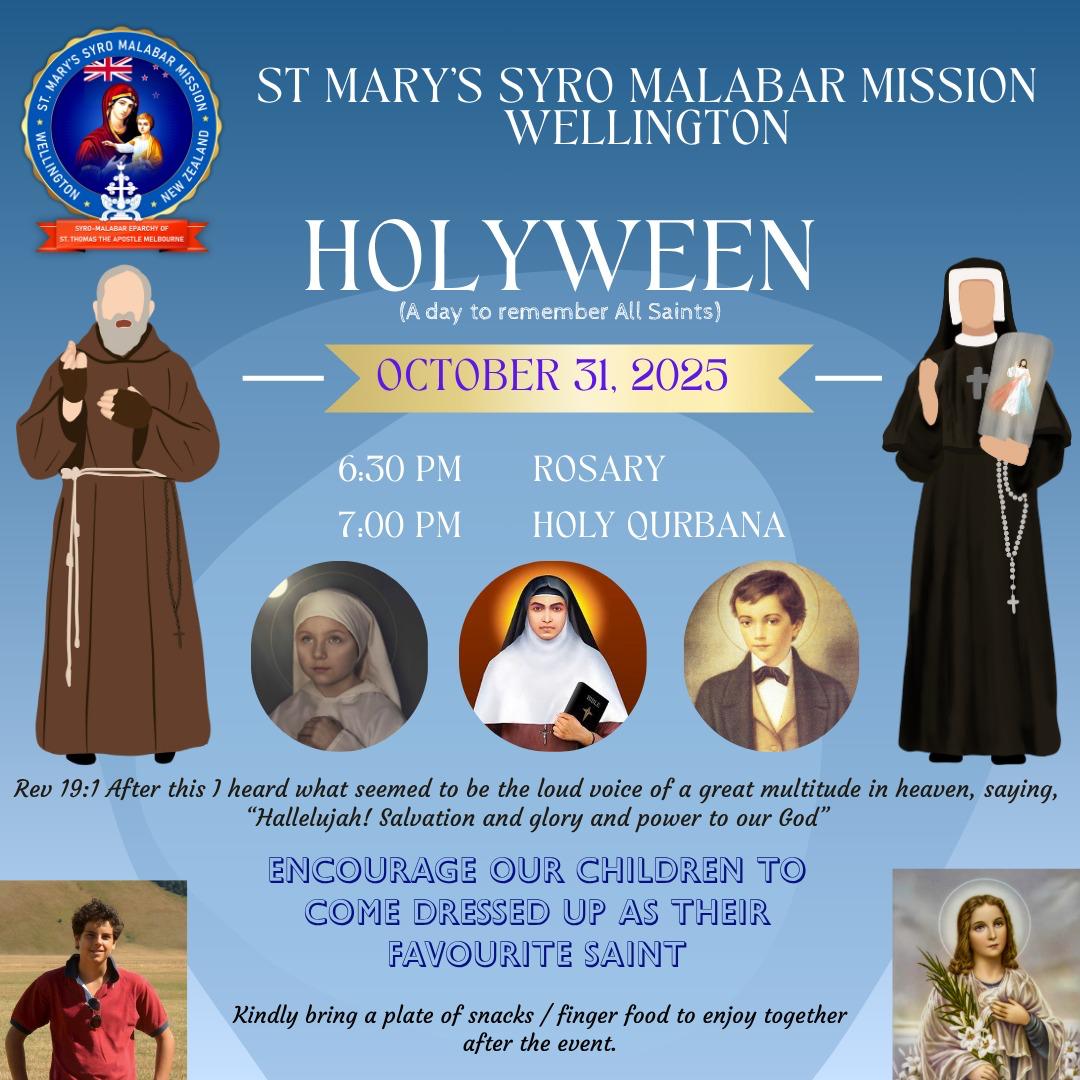 ST. MARY'S SYRO MALABAR MISSION
WELLINGTON
NEW ZEALAND
SYRO-MALABAR EPARCHY OF
ST. THOMAS THE APOSTLE MELBOURNE
ST MARY'S SYRO MALABAR MISSION
WELLINGTON
HOLYWEEN
(A day to remember All Saints)
OCTOBER 31, 2025
6.30 PM ROSARY
7:00 PM HOLY QURBANA
BIBLE
Rev 19:1 After this I heard what seemed to be the loud voice of a great multitude in heaven, saying,
"Hallelujah! Salvation and glory and power to our God"
ENCOURAGE OUR CHILDREN TO
COME DRESSED UP AS THEIR
FAVOURITE SAINT
Kindly bring a plate of snacks / finger food to enjoy together
after the event.